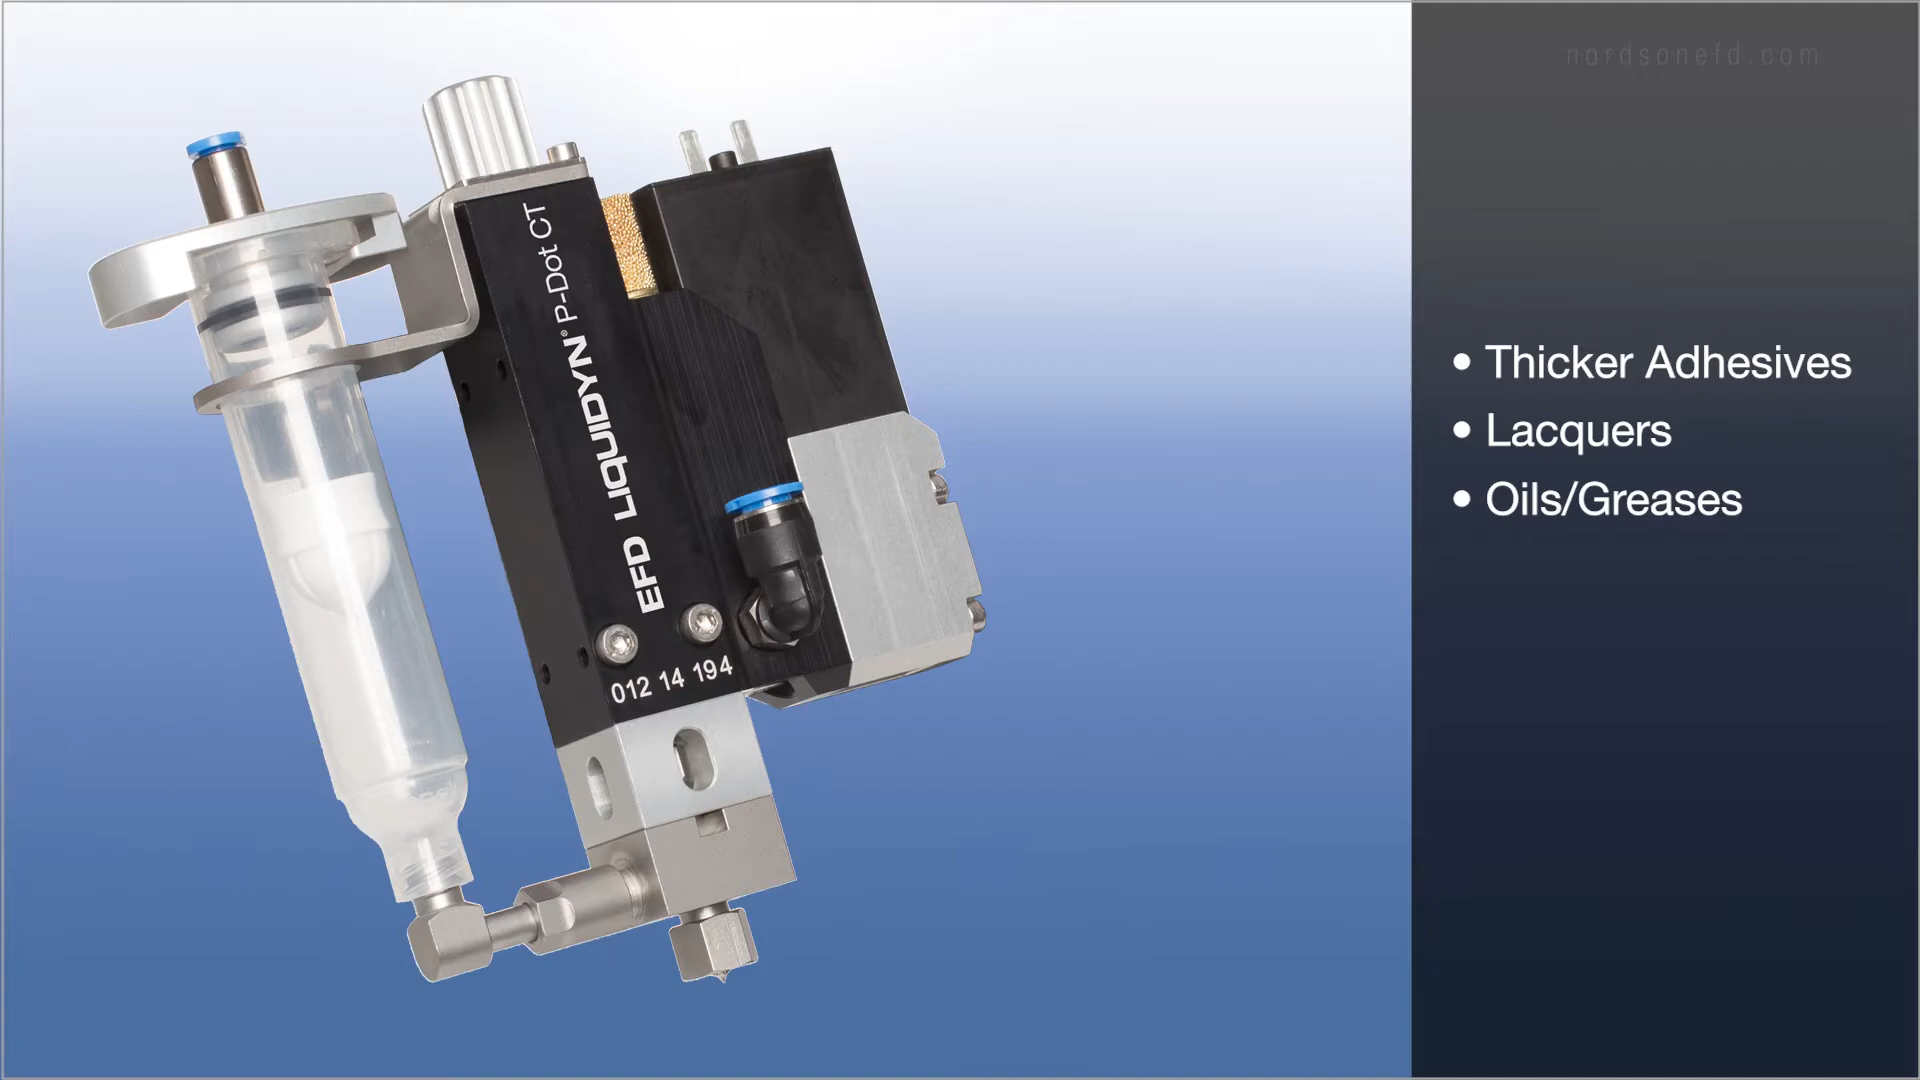 nordsonefd.com
EFD LIQUIDYN® P-Dot CT
012 14 194
• Thicker Adhesives
• Lacquers
• Oils/Greases